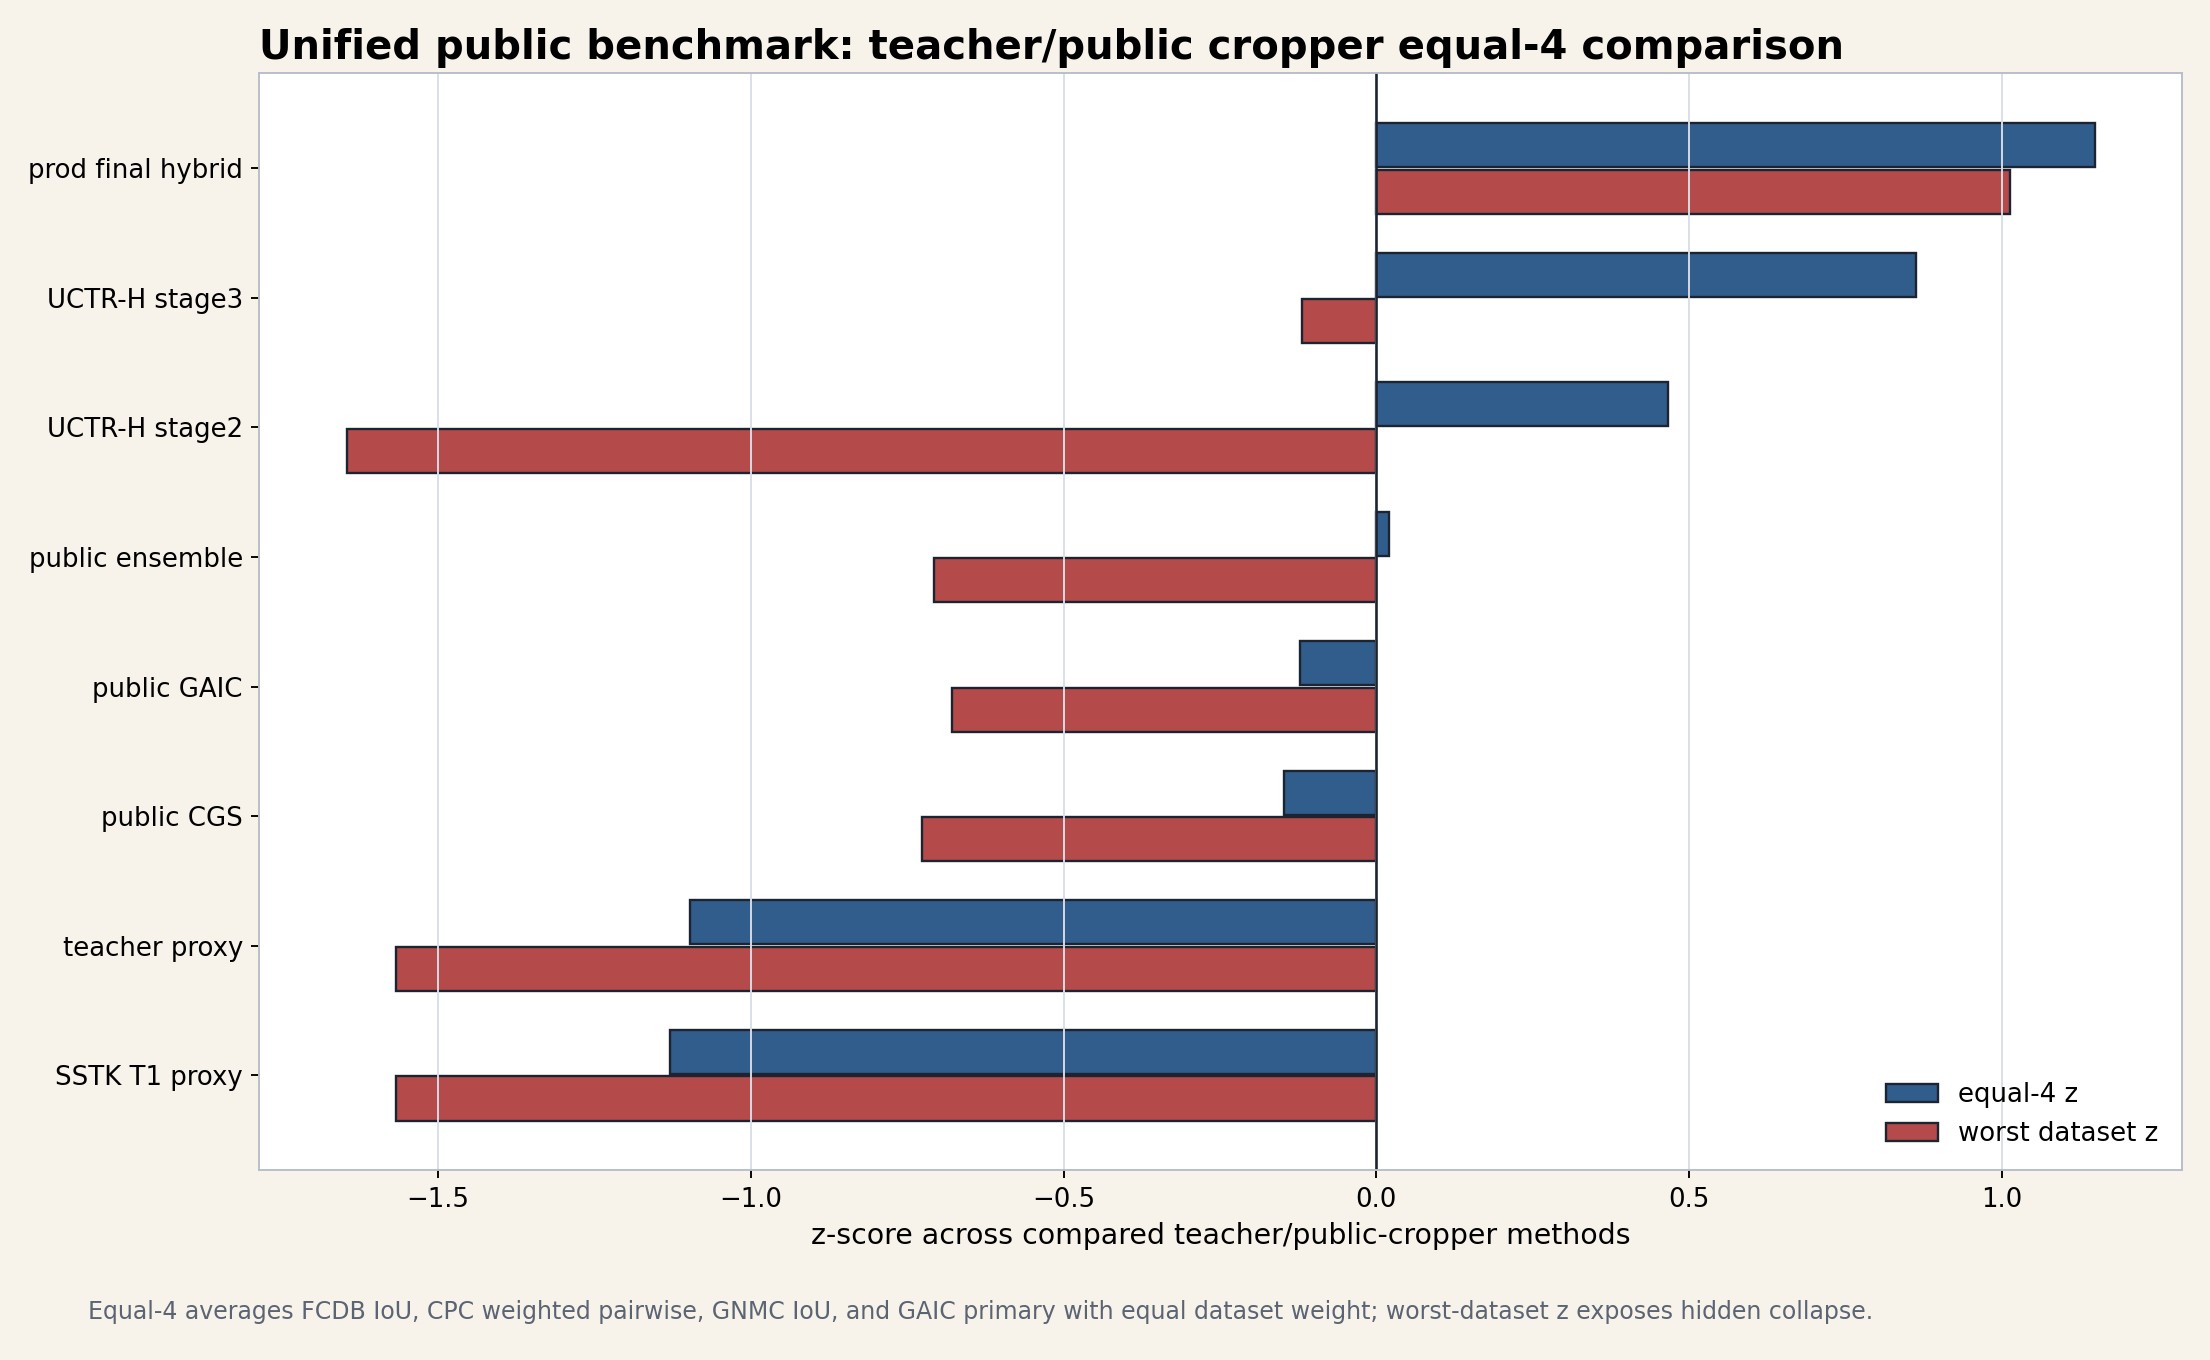 Unified public benchmark: teacher/public cropper equal-4 comparison
prod final hybrid
UCTR-H stage3
UCTR-H stage2
public ensemble
public GAIC
public CGS
teacher proxy
SSTK T1 proxy
equal-4 z
worst dataset z
−1.5 −1.0 −0.5 0.0 0.5 1.0
z-score across compared teacher/public-cropper methods
Equal-4 averages FCDB IoU, CPC weighted pairwise, GNMC IoU, and GAIC primary with equal dataset weight; worst-dataset z exposes hidden collapse.